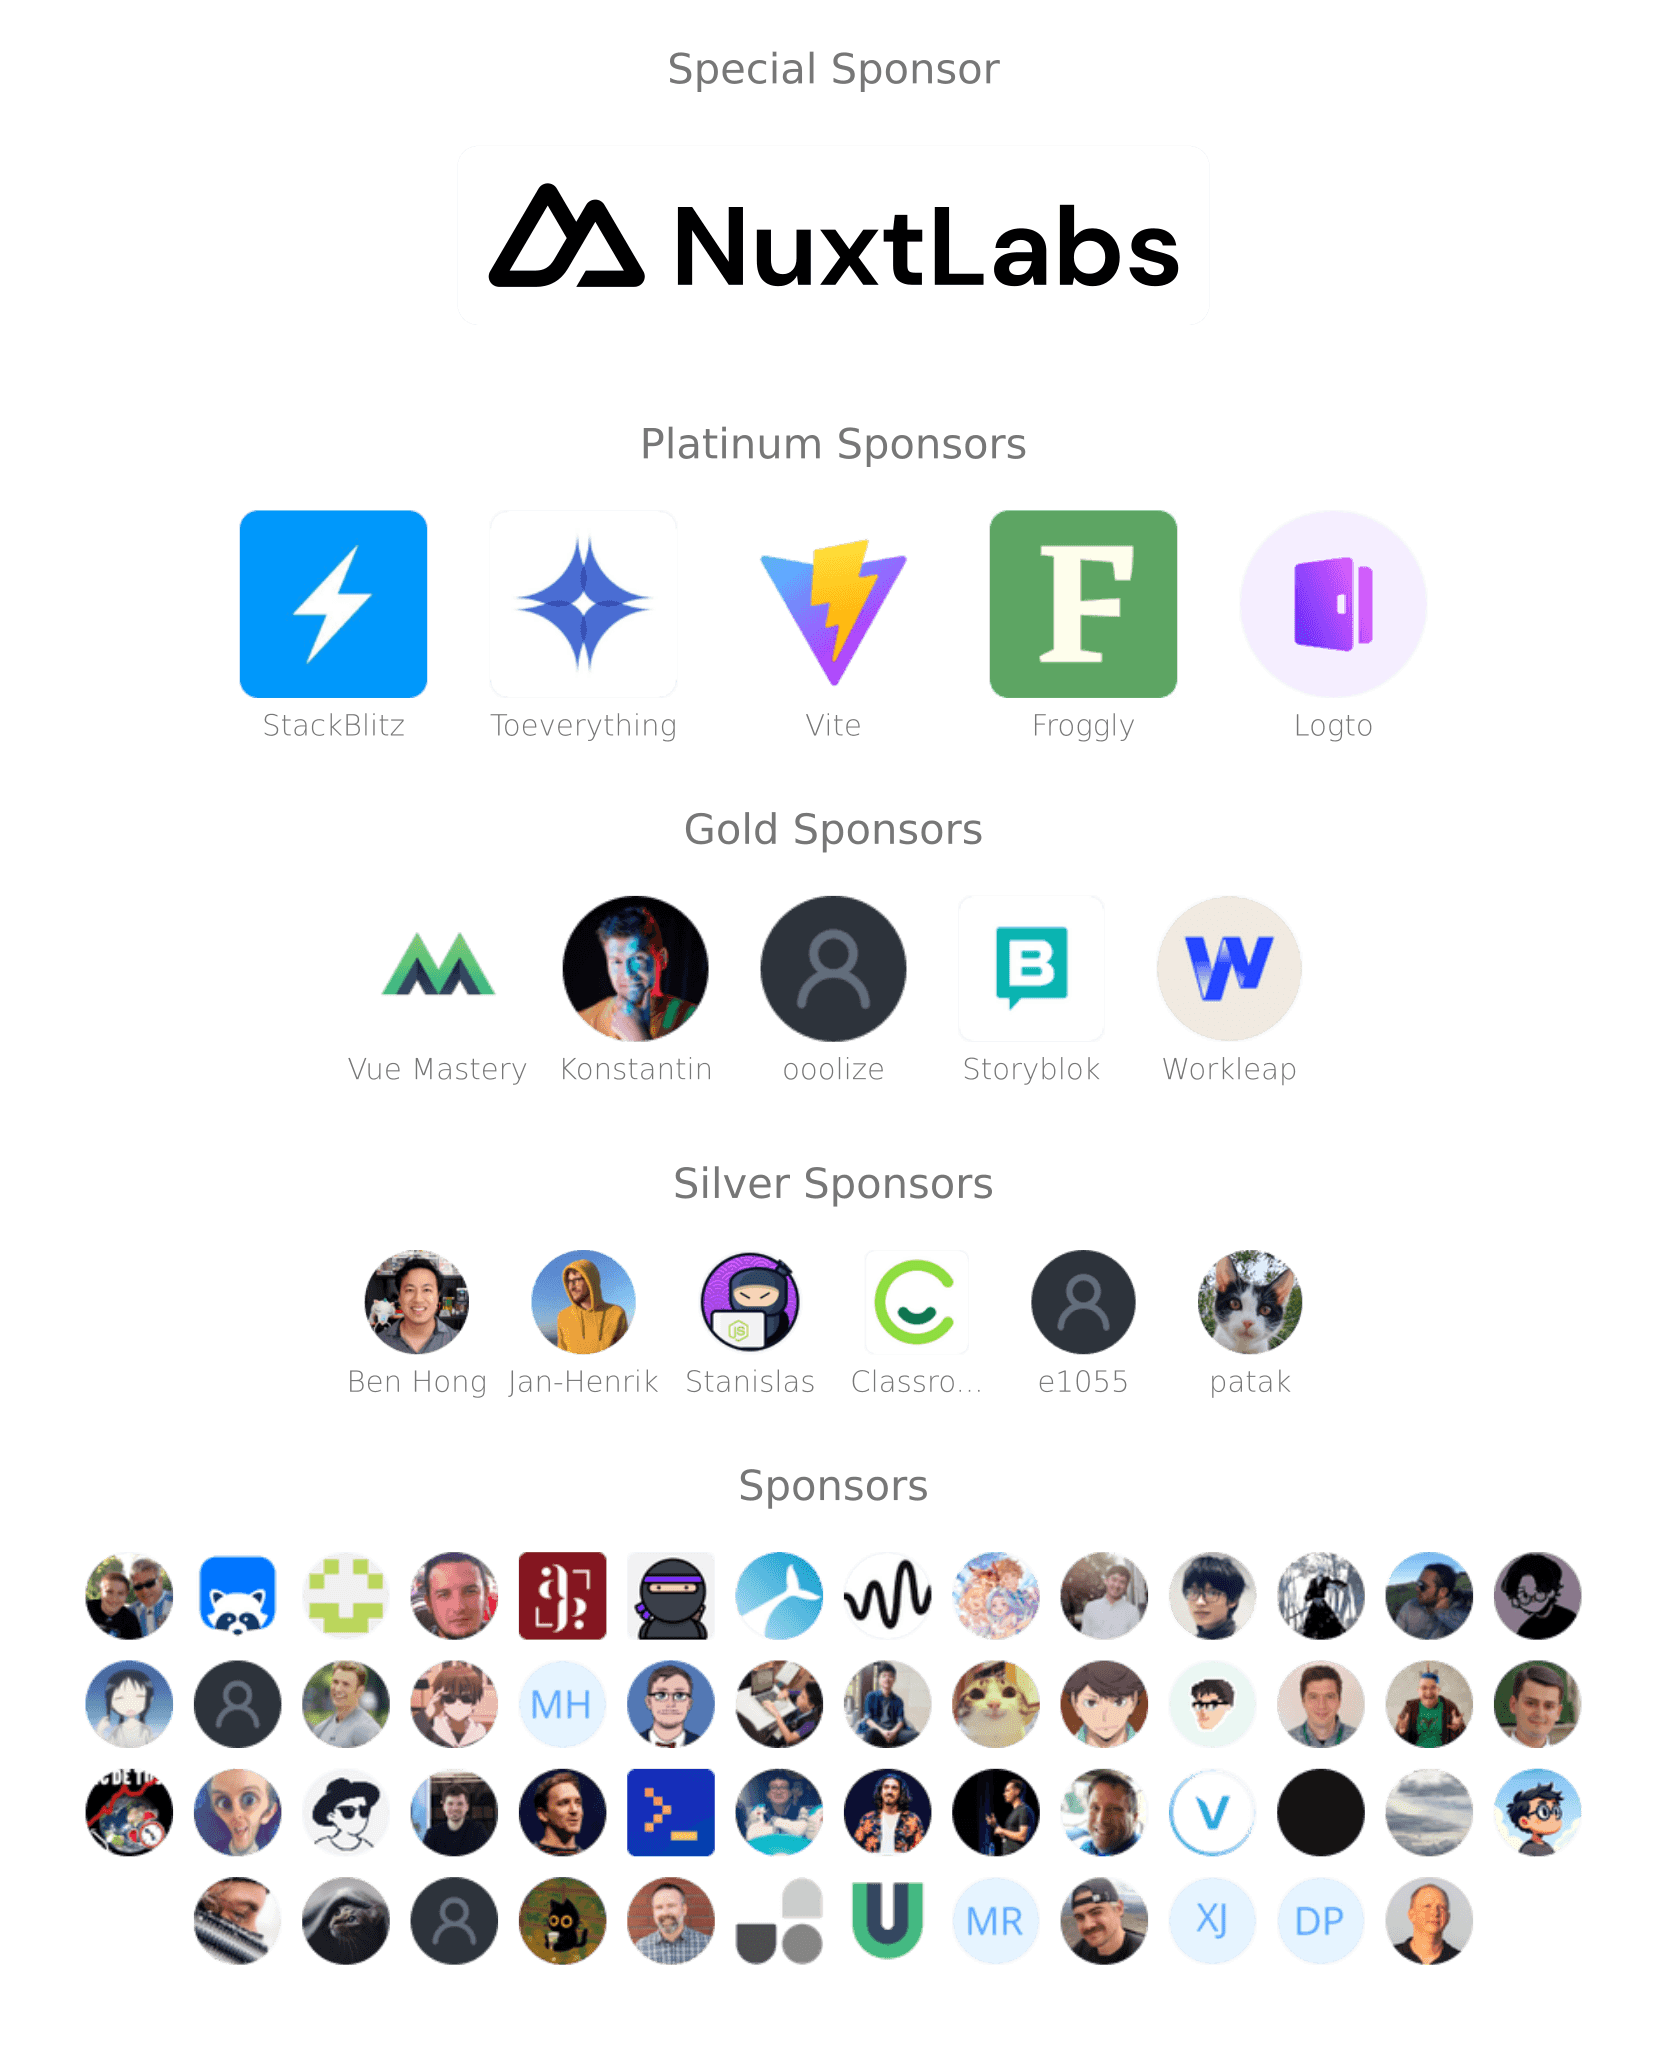 Special Sponsor
NuxtLabs
Platinum Sponsors
F
StackBlitz Toeverything Vite Froggly Logto
Gold Sponsors
B W
Vue Mastery Konstantin ooolize Storyblok Workleap
Silver Sponsors
JS
Ben Hong Jan-Henrik Stanislas Classro... e1055 patak
Sponsors
MH
V
U MR XJ DP